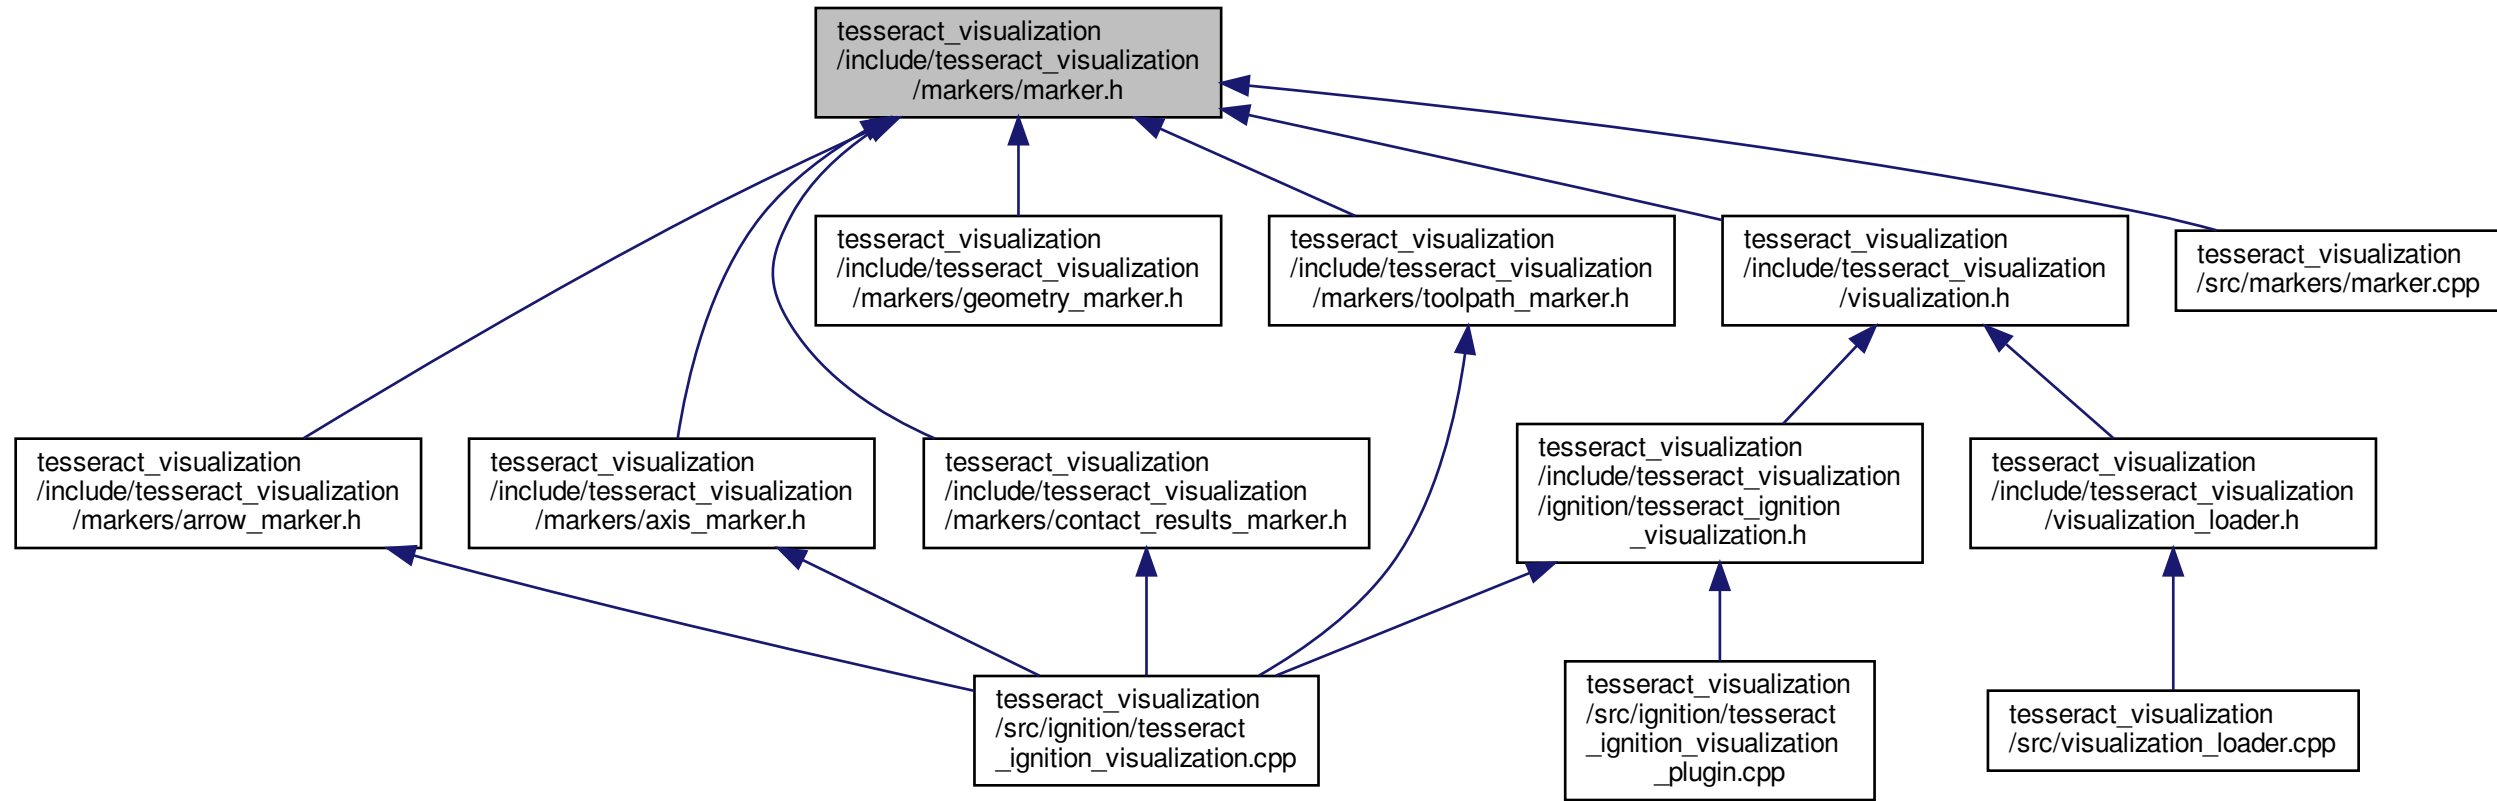 tesseract_visualization
/include/tesseract_visualization
/markers/marker.h
tesseract_visualization
/include/tesseract_visualization
/markers/geometry_marker.h
tesseract_visualization
/include/tesseract_visualization
/markers/toolpath_marker.h
tesseract_visualization
/include/tesseract_visualization
/visualization.h
tesseract_visualization
/src/markers/marker.cpp
tesseract_visualization
/include/tesseract_visualization
/markers/arrow_marker.h
tesseract_visualization
/include/tesseract_visualization
/markers/axis_marker.h
tesseract_visualization
/include/tesseract_visualization
/markers/contact_results_marker.h
tesseract_visualization
/include/tesseract_visualization
/ignition/tesseract_ignition
_visualization.h
tesseract_visualization
/include/tesseract_visualization
/visualization_loader.h
tesseract_visualization
/src/ignition/tesseract
_ignition_visualization.cpp
tesseract_visualization
/src/ignition/tesseract
_ignition_visualization
_plugin.cpp
tesseract_visualization
/src/visualization_loader.cpp